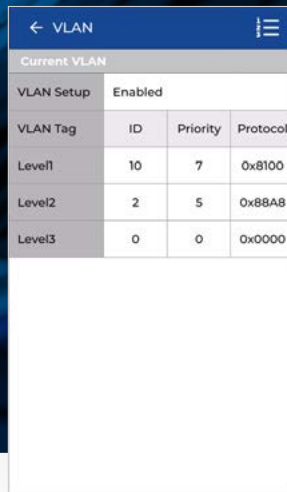 ← VLAN
Current VLAN
VLAN Setup Enabled
VLAN Tag ID Priority Protocol
Level1 10 7 0x8100
Level2 2 5 0x88A8
Level3 0 0 0x0000